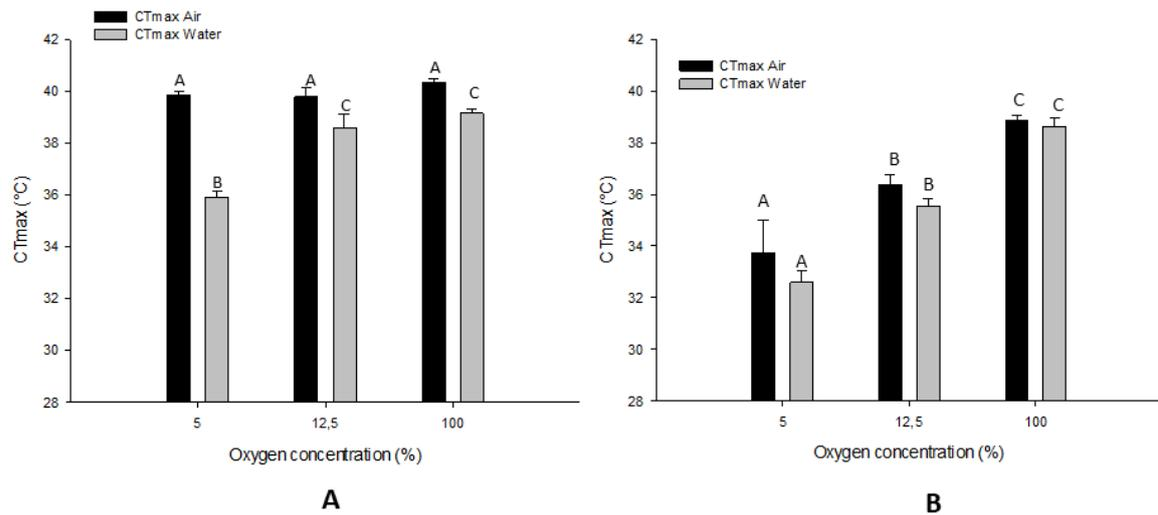 CTmax Air
CTmax Water
42
40
38
36
34
32
30
28
CTmax (°C)
A
B
A
C
A
C
5
12,5
100
Oxygen concentration (%)
A
CTmax Air
CTmax Water
42
40
38
36
34
32
30
28
CTmax (°C)
A
A
B
B
C
C
5
12,5
100
Oxygen concentration (%)
B